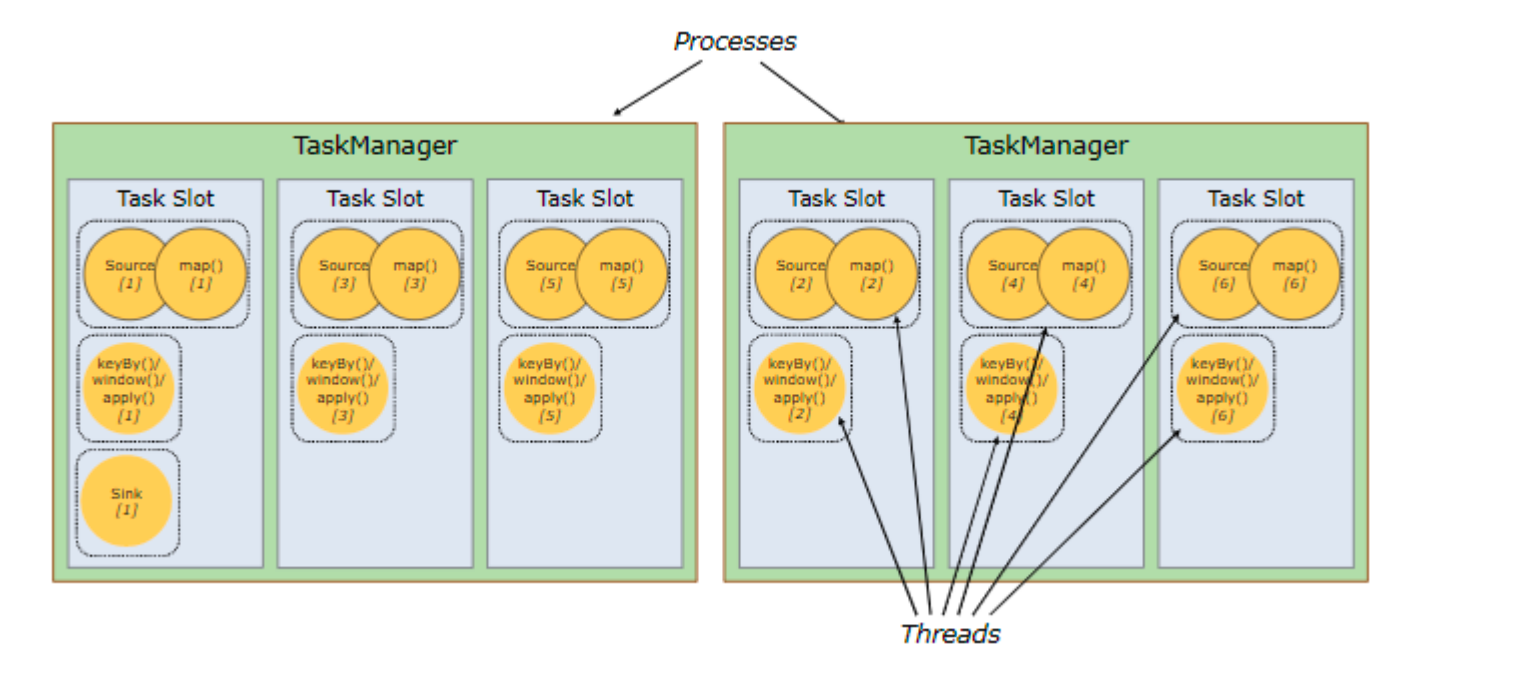 Processes
TaskManager
Task Slot
Source
[1]
map()
[1]
keyBy()/
window()/
apply()
[1]
Sink
[1]
Task Slot
Source
[3]
map()
[3]
keyBy()/
window()/
apply()
[3]
Task Slot
Source
[5]
map()
[5]
keyBy()/
window()/
apply()
[5]
TaskManager
Task Slot
Source
[2]
map()
[2]
keyBy()/
window()/
apply()
[2]
Task Slot
Source
[4]
map()
[4]
keyBy()/
window()/
apply()
[4]
Task Slot
Source
[6]
map()
[6]
keyBy()/
window()/
apply()
[6]
Threads